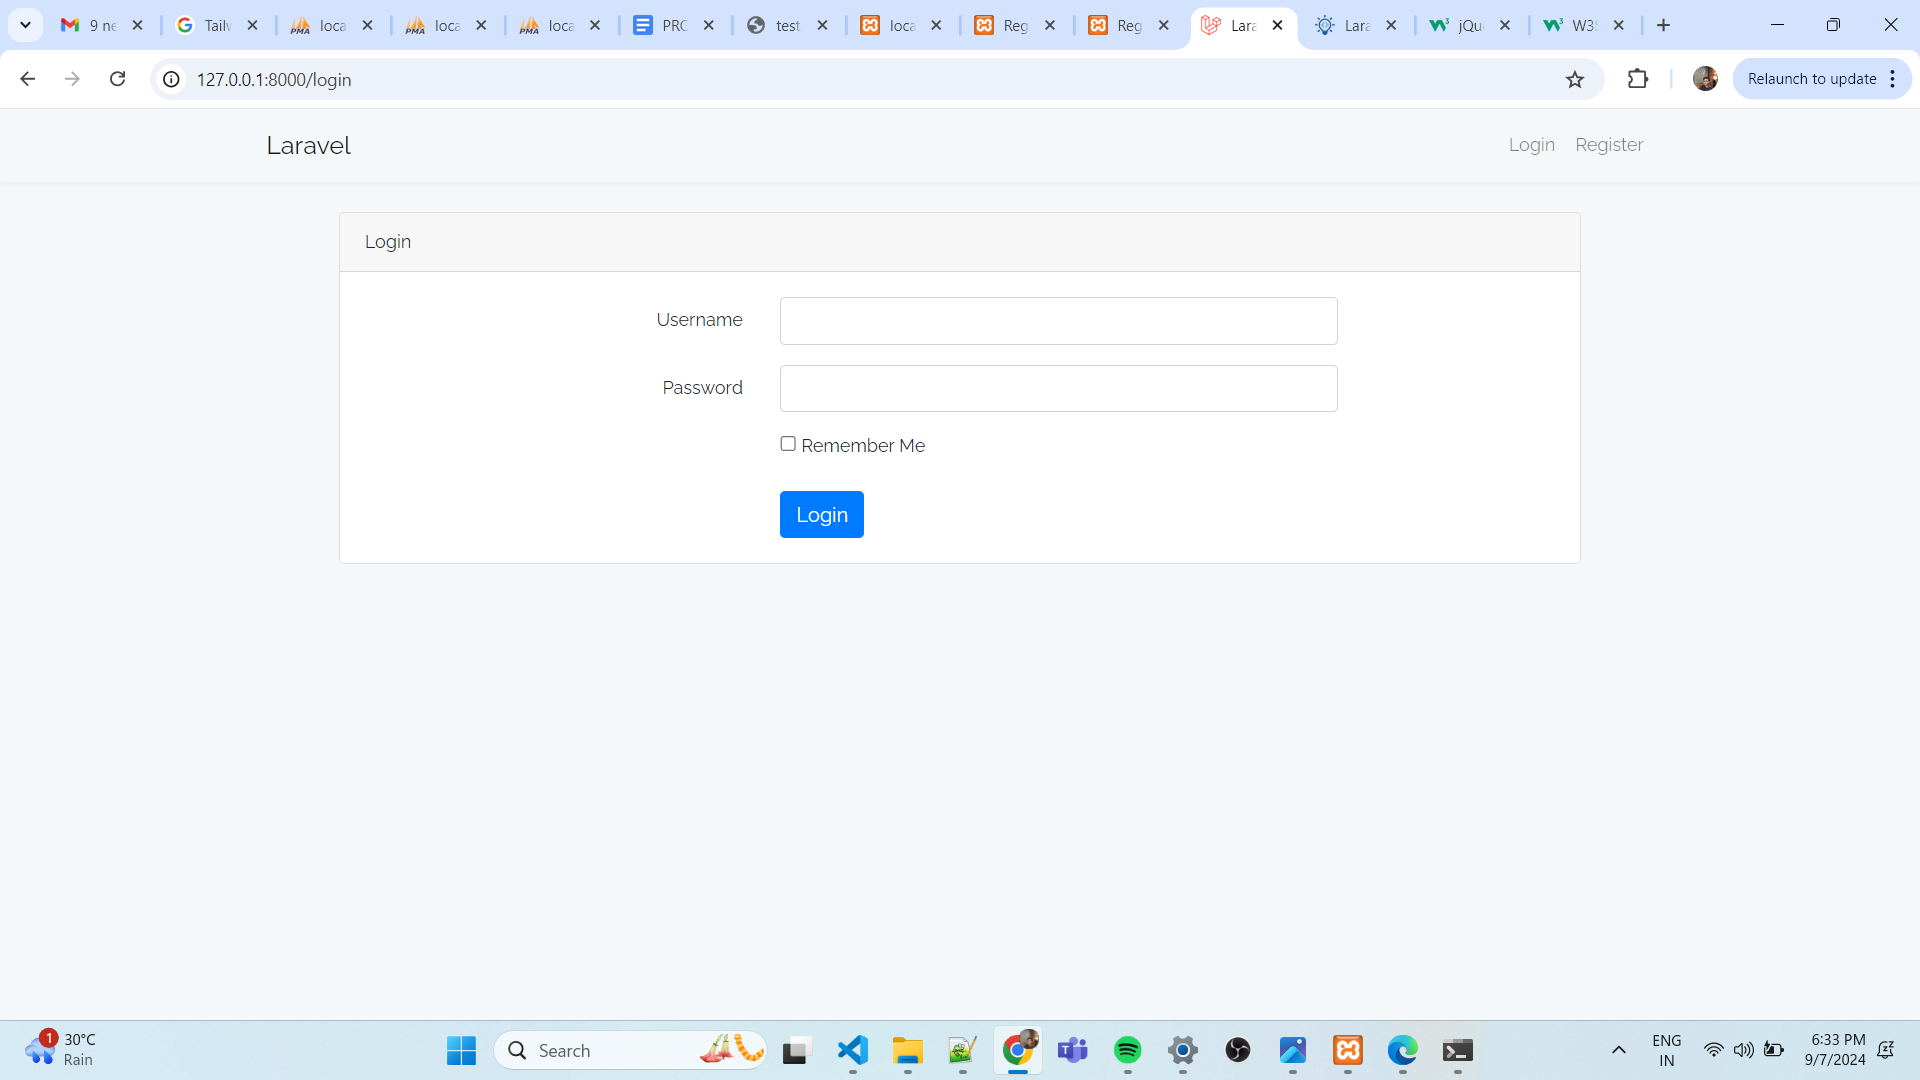 9 ne
Tailv
loca
loca
loca
PRO
test
loca
Reg
Reg
Lara
Lara
jQu
W3S
127.0.0.1:8000/login
Relaunch to update
Laravel
Login
Register
Login
Username
Password
Remember Me
Login
1
30°C
Rain
Search
ENG
IN
6:33 PM
9/7/2024